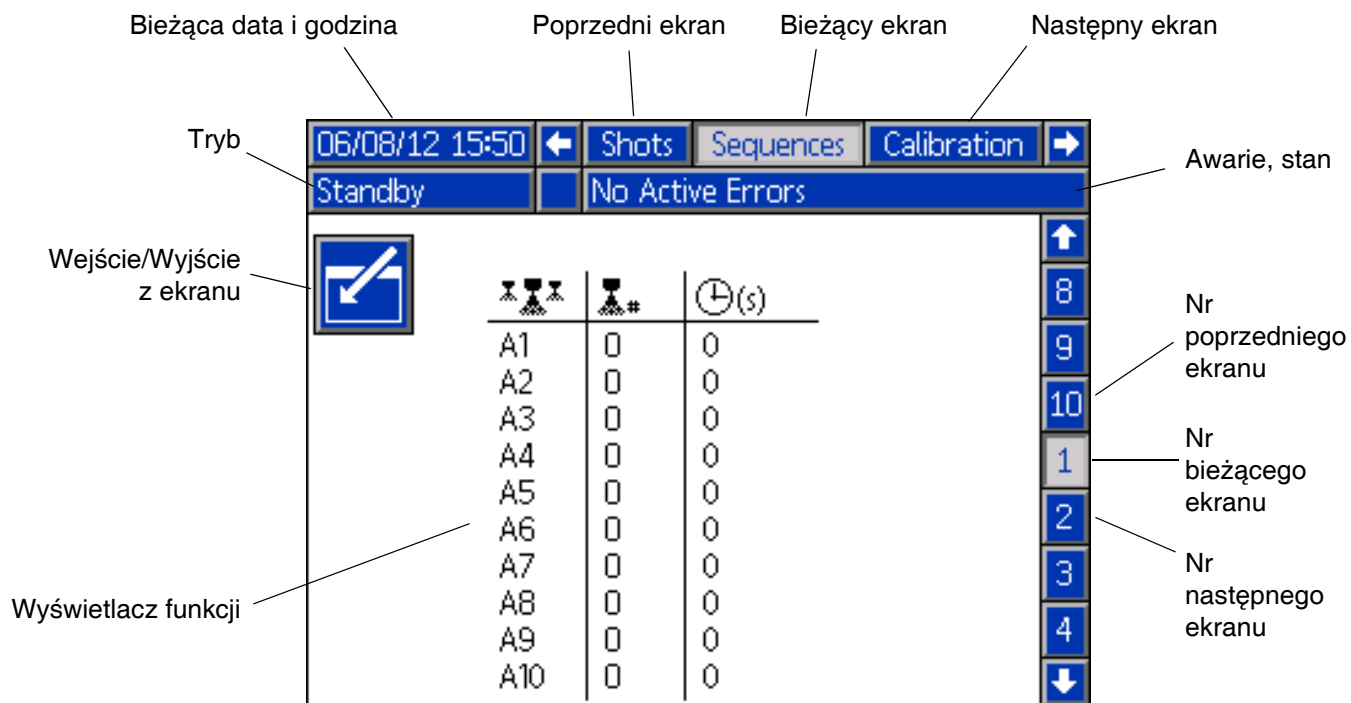 Bieżąca data i godzina
Poprzedni ekran
Bieżący ekran
Następny ekran
Tryb
06/08/12 15:50
Shots
Sequences
Calibration
Awarie, stan
Standby
No Active Errors
Wejście/Wyjście
z ekranu
#
(s)
A1 0 0
A2 0 0
A3 0 0
A4 0 0
A5 0 0
A6 0 0
A7 0 0
A8 0 0
A9 0 0
A10 0 0
Wyświetlacz funkcji
8
9
10
1
2
3
4
Nr
poprzedniego
ekranu
Nr
bieżącego
ekranu
Nr
następnego
ekranu